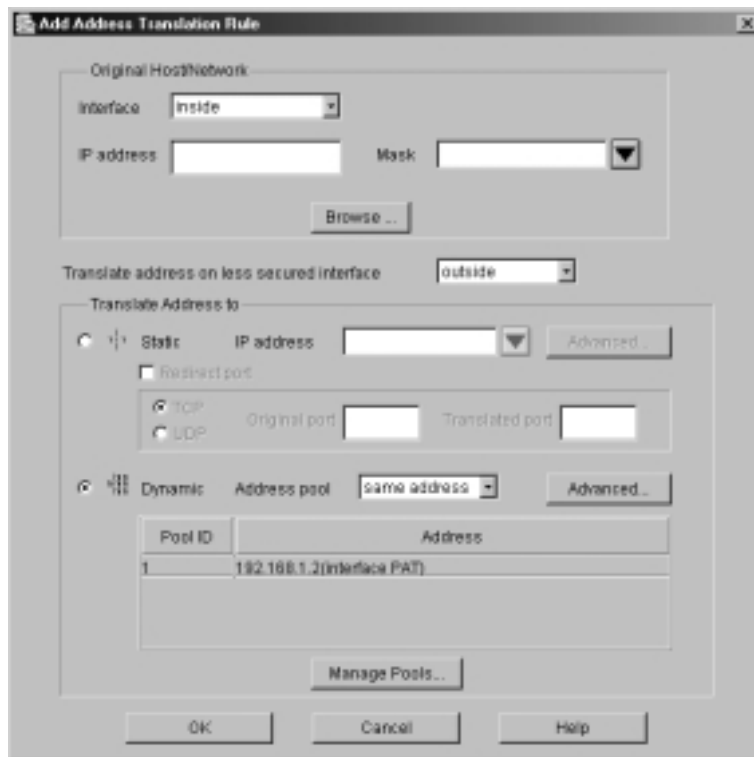 Add Address Translation Rule
Original Host/Network
Interface inside
IP address Mask
Browse ...
Translate address on less secured interface outside
Translate Address to
Static IP address Advanced...
Redirect port
TCP
UDP
Original port Translated port
Dynamic Address pool same address Advanced...
Pool ID Address
1 192.168.1.2(interface PAT)
Manage Pools...
OK Cancel Help